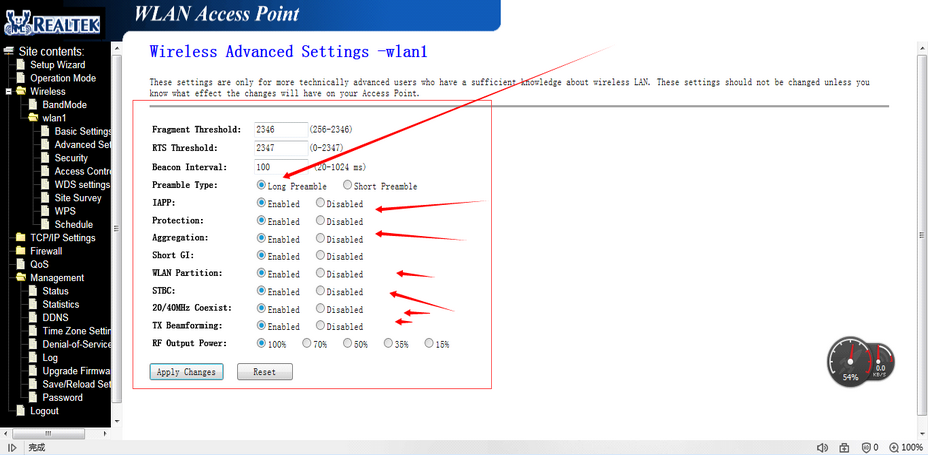 REALTEK
WLAN Access Point
Site contents:
Setup Wizard
Operation Mode
Wireless
BandMode
wlan1
Basic Settings
Advanced Set
Security
Access Contro
WDS settings
Site Survey
WPS
Schedule
TCP/IP Settings
Firewall
QoS
Management
Status
Statistics
DDNS
Time Zone Settin
Denial-of-Service
Log
Upgrade Firmwa
Save/Reload Set
Password
Logout
Wireless Advanced Settings -wlan1
These settings are only for more technically advanced users who have a sufficient knowledge about wireless LAN. These settings should not be changed unless you
know what effect the changes will have on your Access Point.
Fragment Threshold: 2346 (256-2346)
RTS Threshold: 2347 (0-2347)
Beacon Interval: 100 (20-1024 ms)
Preamble Type: Long Preamble Short Preamble
IAPP: Enabled Disabled
Protection: Enabled Disabled
Aggregation: Enabled Disabled
Short GI: Enabled Disabled
WLAN Partition: Enabled Disabled
STBC: Enabled Disabled
20/40MHz Coexist: Enabled Disabled
TX Beamforming: Enabled Disabled
RF Output Power: 100% 70% 50% 35% 15%
Apply Changes Reset
54% 0.0
KB/S
完成 0 100%